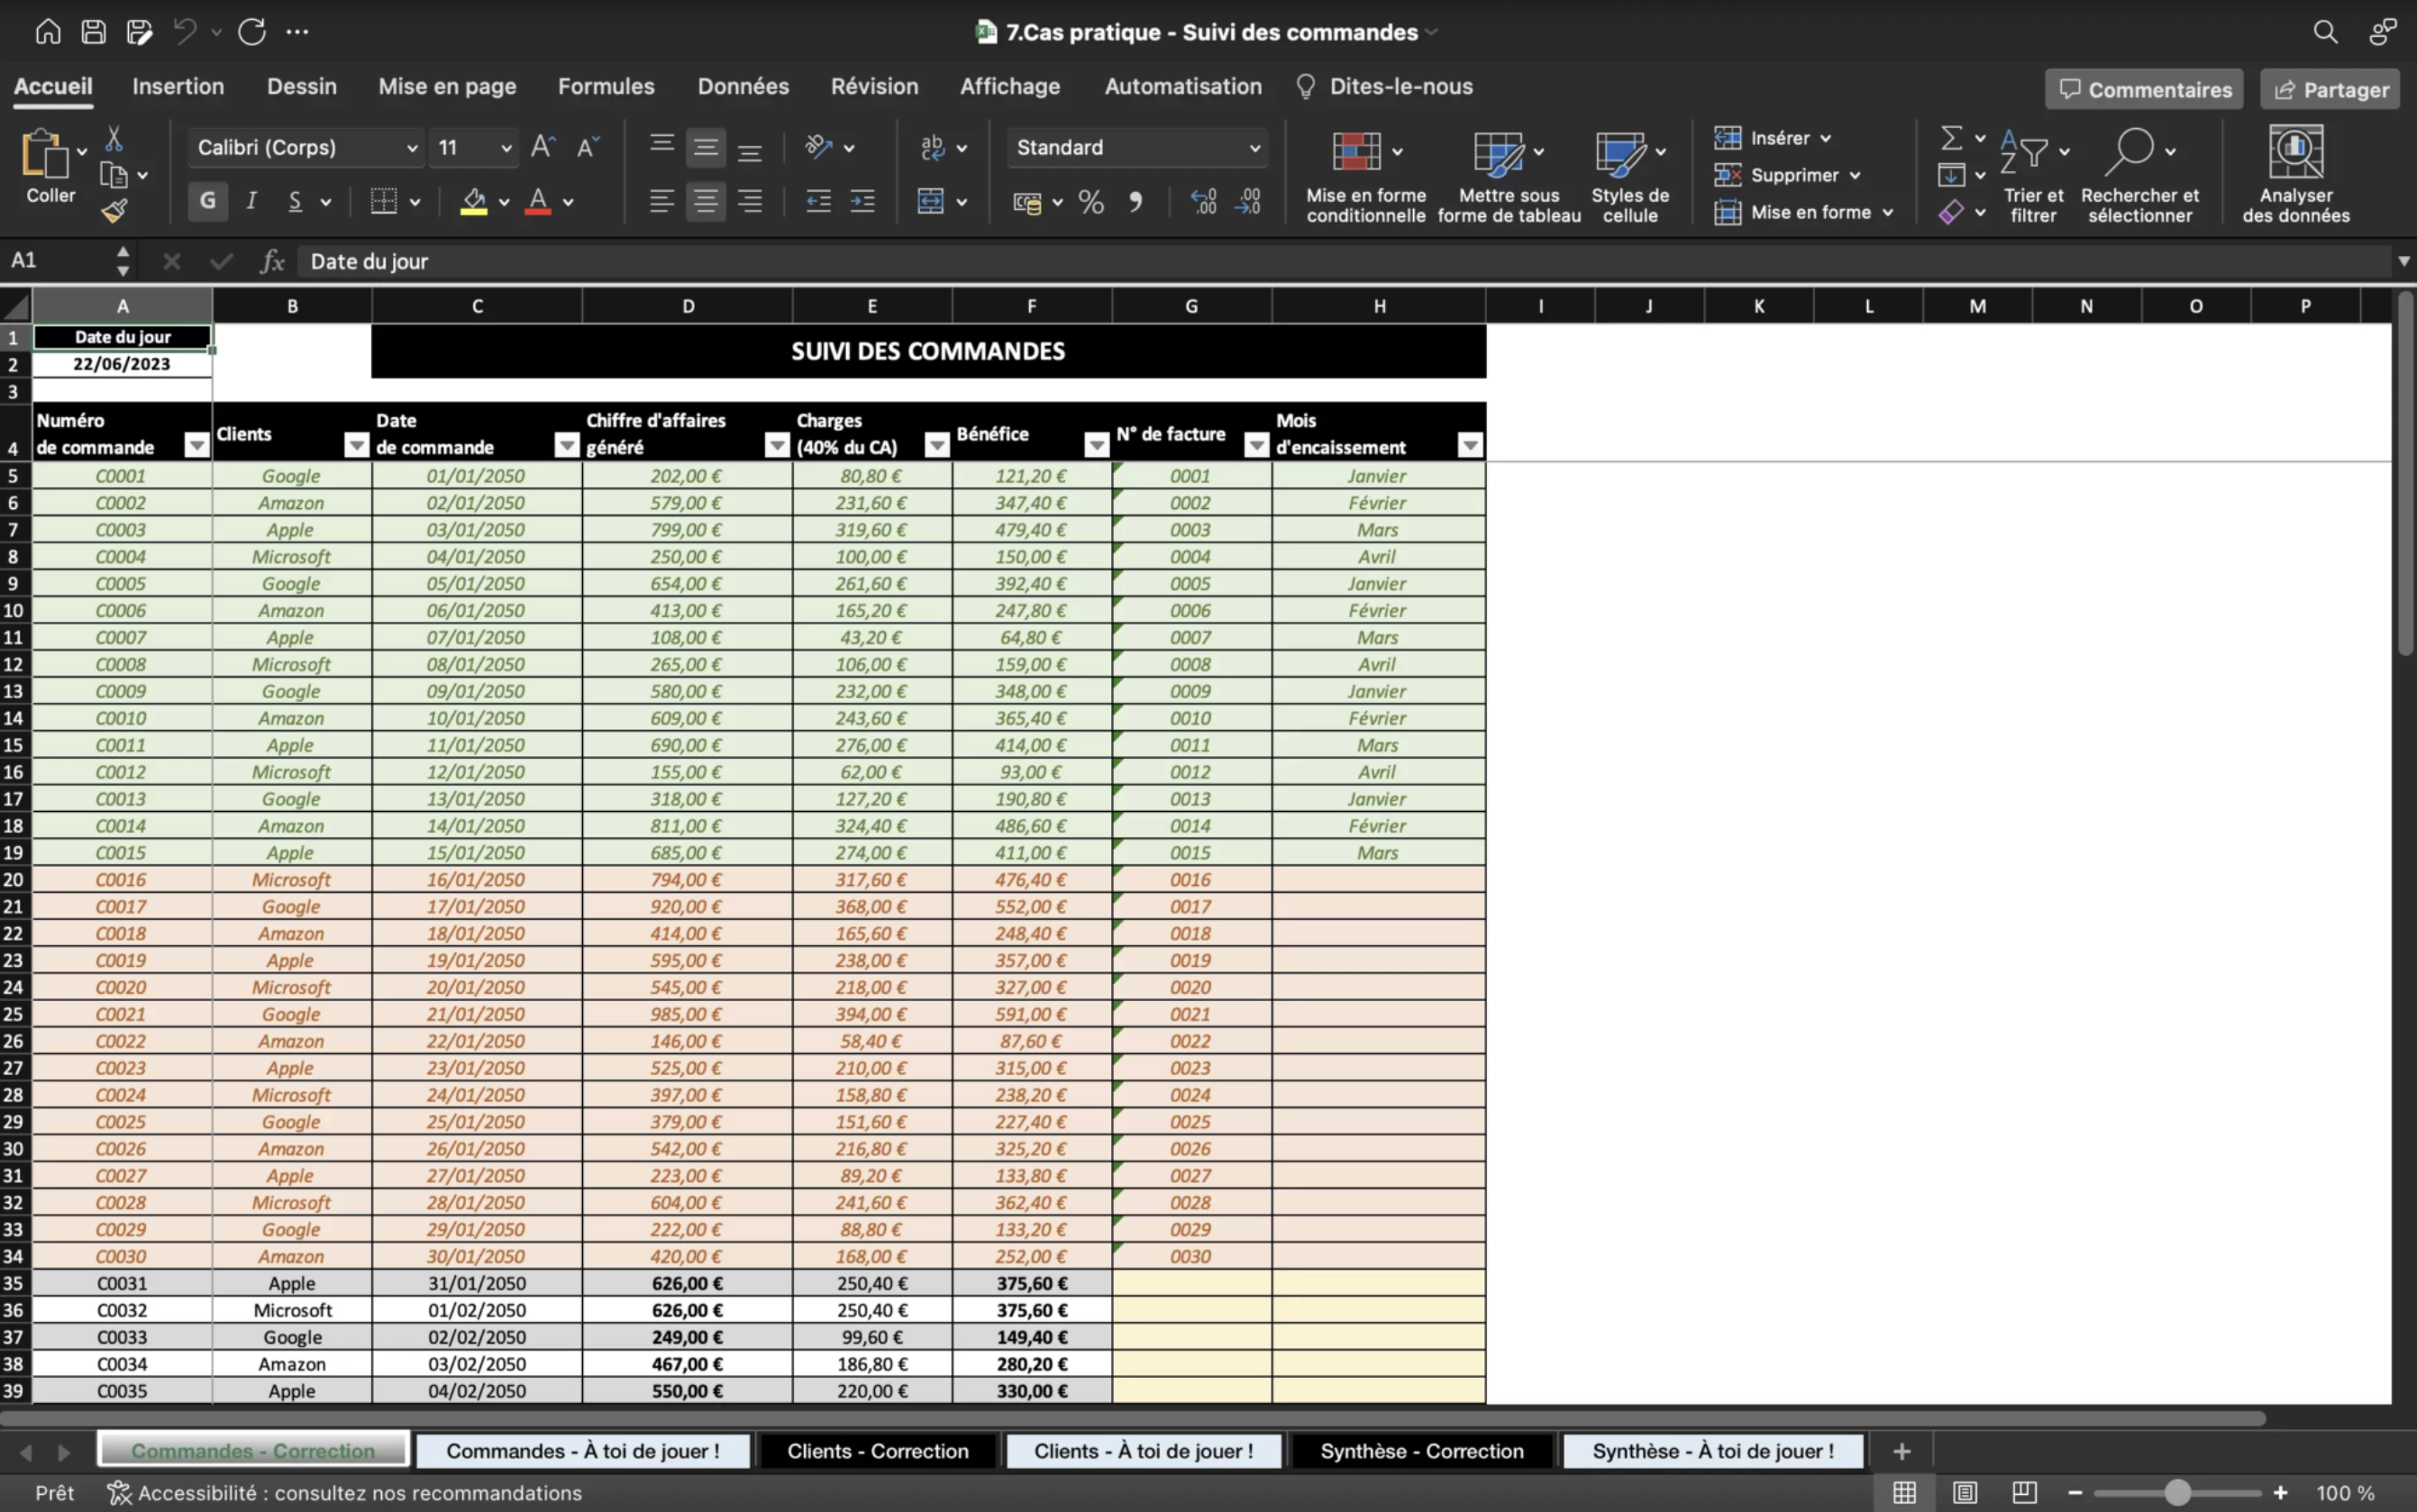 7.Cas pratique - Suivi des commandes
Accueil Insertion Dessin Mise en page Formules Données Révision Affichage Automatisation Dites-le-nous Commentaires Partager
Coller Calibri (Corps) 11 Standard Insérer
G I S Supprimer
Mise en forme conditionnelle Mettre sous forme de tableau Styles de cellule Mise en forme Trier et filtrer Rechercher et sélectionner Analyser des données
A1 fx Date du jour
A B C D E F G H I J K L M N O P
1 Date du jour SUIVI DES COMMANDES
2 22/06/2023
3
4 Numéro de commande Clients Date de commande Chiffre d'affaires généré Charges (40% du CA) Bénéfice N° de facture Mois d'encaissement
5 C0001 Google 01/01/2050 202,00 € 80,80 € 121,20 € 0001 Janvier
6 C0002 Amazon 02/01/2050 579,00 € 231,60 € 347,40 € 0002 Février
7 C0003 Apple 03/01/2050 799,00 € 319,60 € 479,40 € 0003 Mars
8 C0004 Microsoft 04/01/2050 250,00 € 100,00 € 150,00 € 0004 Avril
9 C0005 Google 05/01/2050 654,00 € 261,60 € 392,40 € 0005 Janvier
10 C0006 Amazon 06/01/2050 413,00 € 165,20 € 247,80 € 0006 Février
11 C0007 Apple 07/01/2050 108,00 € 43,20 € 64,80 € 0007 Mars
12 C0008 Microsoft 08/01/2050 265,00 € 106,00 € 159,00 € 0008 Avril
13 C0009 Google 09/01/2050 580,00 € 232,00 € 348,00 € 0009 Janvier
14 C0010 Amazon 10/01/2050 609,00 € 243,60 € 365,40 € 0010 Février
15 C0011 Apple 11/01/2050 690,00 € 276,00 € 414,00 € 0011 Mars
16 C0012 Microsoft 12/01/2050 155,00 € 62,00 € 93,00 € 0012 Avril
17 C0013 Google 13/01/2050 318,00 € 127,20 € 190,80 € 0013 Janvier
18 C0014 Amazon 14/01/2050 811,00 € 324,40 € 486,60 € 0014 Février
19 C0015 Apple 15/01/2050 685,00 € 274,00 € 411,00 € 0015 Mars
20 C0016 Microsoft 16/01/2050 794,00 € 317,60 € 476,40 € 0016
21 C0017 Google 17/01/2050 920,00 € 368,00 € 552,00 € 0017
22 C0018 Amazon 18/01/2050 414,00 € 165,60 € 248,40 € 0018
23 C0019 Apple 19/01/2050 595,00 € 238,00 € 357,00 € 0019
24 C0020 Microsoft 20/01/2050 545,00 € 218,00 € 327,00 € 0020
25 C0021 Google 21/01/2050 985,00 € 394,00 € 591,00 € 0021
26 C0022 Amazon 22/01/2050 146,00 € 58,40 € 87,60 € 0022
27 C0023 Apple 23/01/2050 525,00 € 210,00 € 315,00 € 0023
28 C0024 Microsoft 24/01/2050 397,00 € 158,80 € 238,20 € 0024
29 C0025 Google 25/01/2050 379,00 € 151,60 € 227,40 € 0025
30 C0026 Amazon 26/01/2050 542,00 € 216,80 € 325,20 € 0026
31 C0027 Apple 27/01/2050 223,00 € 89,20 € 133,80 € 0027
32 C0028 Microsoft 28/01/2050 604,00 € 241,60 € 362,40 € 0028
33 C0029 Google 29/01/2050 222,00 € 88,80 € 133,20 € 0029
34 C0030 Amazon 30/01/2050 420,00 € 168,00 € 252,00 € 0030
35 C0031 Apple 31/01/2050 626,00 € 250,40 € 375,60 €
36 C0032 Microsoft 01/02/2050 626,00 € 250,40 € 375,60 €
37 C0033 Google 02/02/2050 249,00 € 99,60 € 149,40 €
38 C0034 Amazon 03/02/2050 467,00 € 186,80 € 280,20 €
39 C0035 Apple 04/02/2050 550,00 € 220,00 € 330,00 €
Commandes - Correction Commandes - À toi de jouer ! Clients - Correction Clients - À toi de jouer ! Synthèse - Correction Synthèse - À toi de jouer ! +
Prêt Accessibilité : consultez nos recommandations 100 %